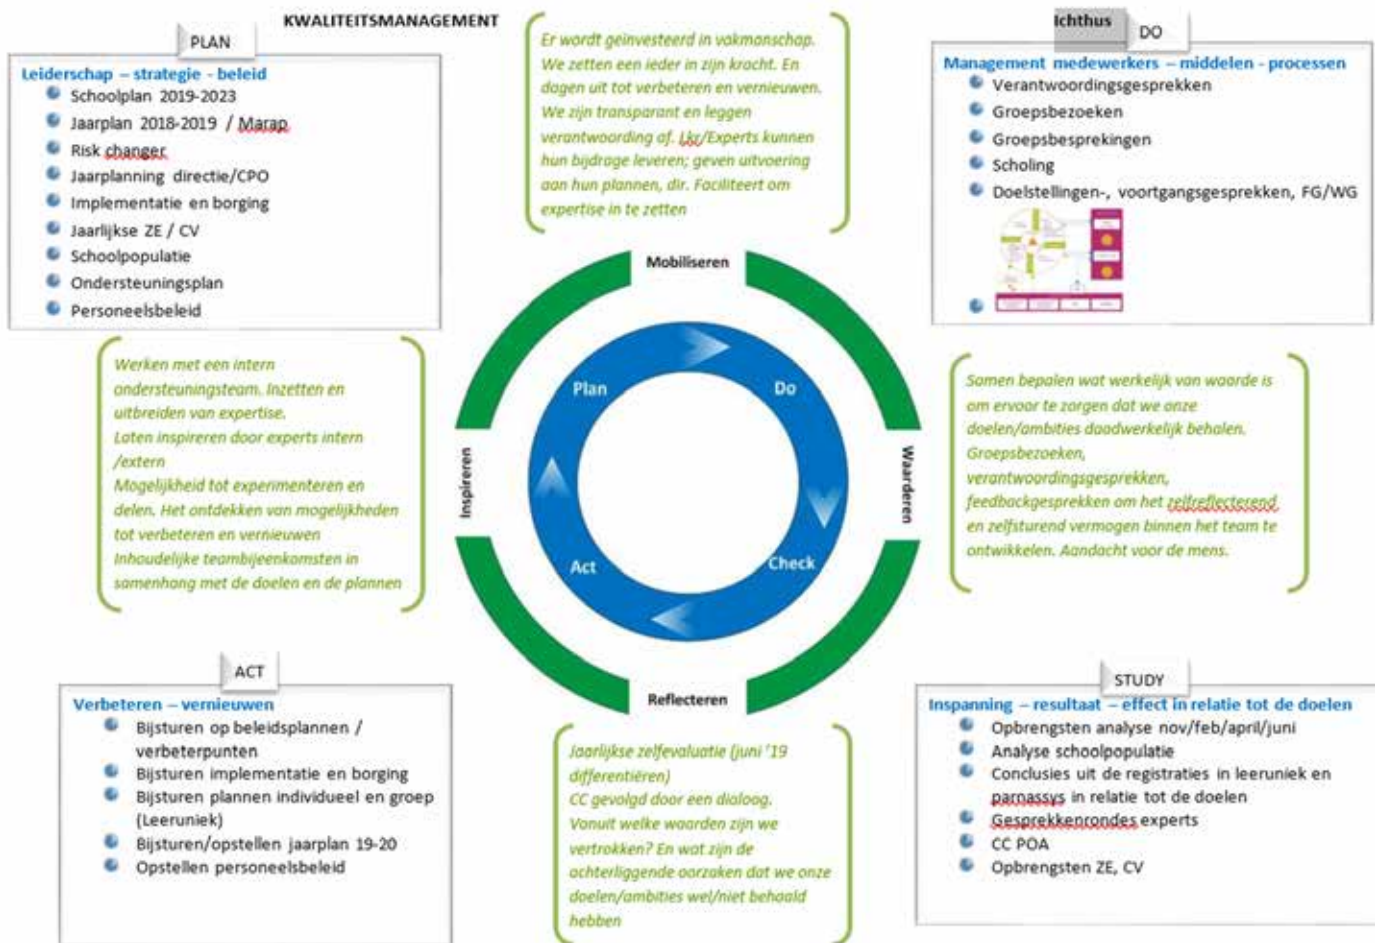 KWALITEITSMANAGEMENT
Ichthus
PLAN
Leiderschap – strategie - beleid
Schoolplan 2019-2023
Jaarplan 2018-2019 / Marap
Risk changer
Jaarplanning directie/CPO
Implementatie en borging
Jaarlijkse ZE / CV
Schoolpopulatie
Ondersteuningsplan
Personeelsbeleid
Er wordt geïnvesteerd in vakmanschap.
We zetten een ieder in zijn kracht. En
dagen uit tot verbeteren en vernieuwen.
We zijn transparant en leggen
verantwoording af. Lkr/Experts kunnen
hun bijdrage leveren; geven uitvoering
aan hun plannen, dir. Faciliteert om
expertise in te zetten
DO
Management medewerkers – middelen - processen
Verantwoordingsgesprekken
Groepsbezoeken
Groepsbesprekingen
Scholing
Doelstellingen-, voortgangsgesprekken, FG/WG
Mobiliseren
Plan
Do
Check
Act
Inspireren
Waarderen
Reflecteren
Werken met een intern
ondersteuningsteam. Inzetten en
uitbreiden van expertise.
Laten inspireren door experts intern
/extern
Mogelijkheid tot experimenteren en
delen. Het ontdekken van mogelijkheden
tot verbeteren en vernieuwen
Inhoudelijke teambijeenkomsten in
samenhang met de doelen en de plannen
Samen bepalen wat werkelijk van waarde is
om ervoor te zorgen dat we onze
doelen/ambities daadwerkelijk behalen.
Groepsbezoeken,
verantwoordingsgesprekken,
feedbackgesprekken om het zelfreflecterend
en zelfsturend vermogen binnen het team te
ontwikkelen. Aandacht voor de mens.
ACT
Verbeteren – vernieuwen
Bijsturen op beleidsplannen /
verbeterpunten
Bijsturen implementatie en borging
Bijsturen plannen individueel en groep
(Leeruniek)
Bijsturen/opstellen jaarplan 19-20
Opstellen personeelsbeleid
Jaarlijkse zelfevaluatie (juni '19
differentiëren)
CC gevolgd door een dialoog.
Vanuit welke waarden zijn we
vertrokken? En wat zijn de
achterliggende oorzaken dat we onze
doelen/ambities wel/niet behaald
hebben
STUDY
Inspanning – resultaat – effect in relatie tot de doelen
Opbrengsten analyse nov/feb/april/juni
Analyse schoolpopulatie
Conclusies uit de registraties in leeruniek en
parnassys in relatie tot de doelen
Gesprekkenrondes experts
CC POA
Opbrengsten ZE, CV